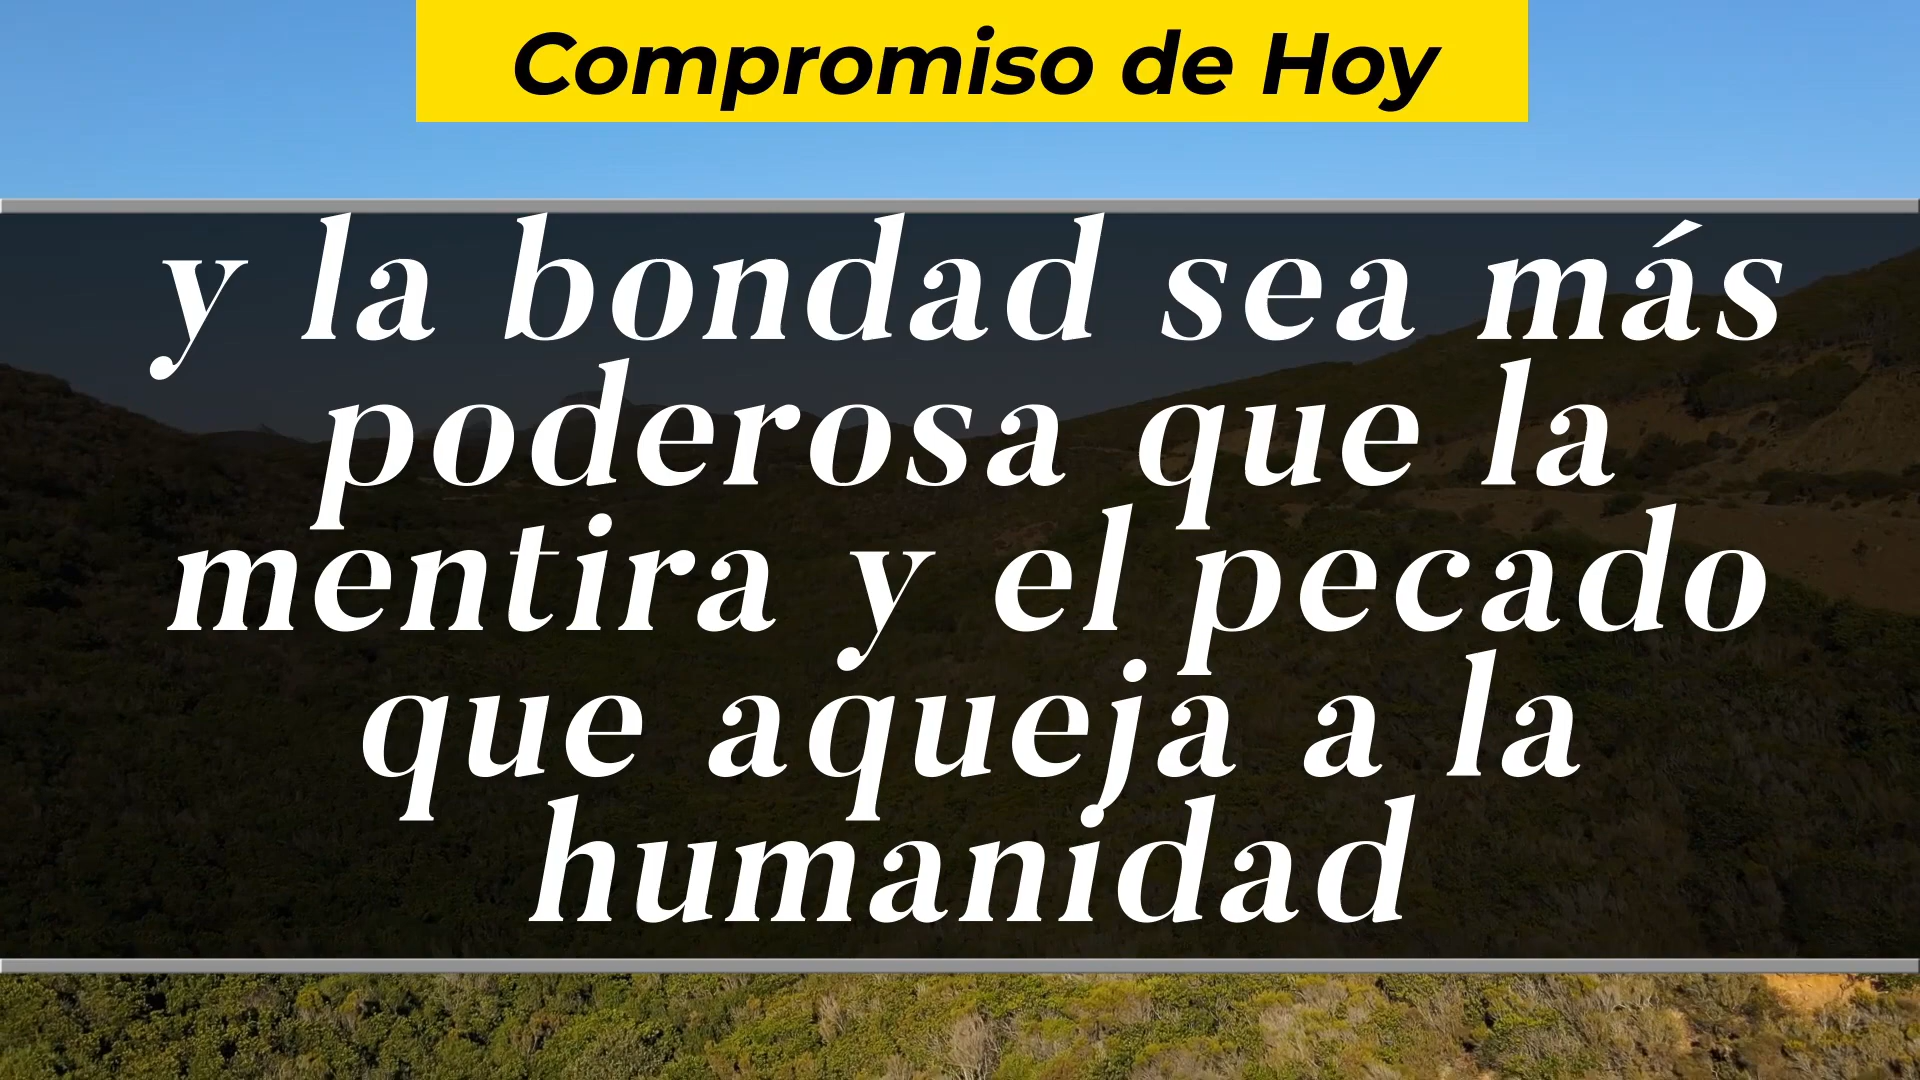 Compromiso de Hoy
y la bondad sea más
poderosa que la
mentira y el pecado
que aqueja a la
humanidad